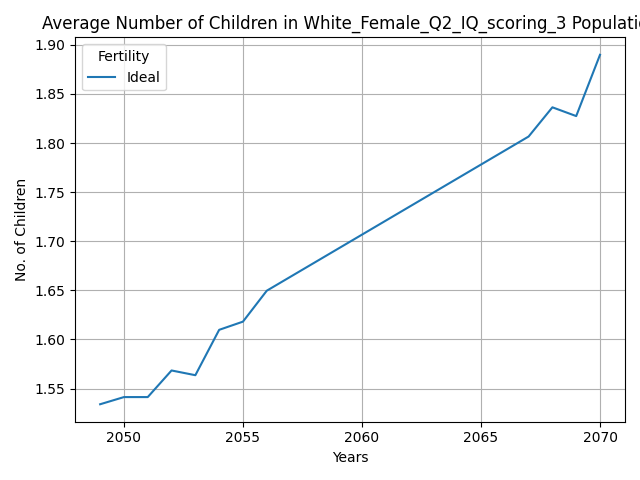 Average Number of Children in White_Female_Q2_IQ_scoring_3 Populatio
Fertility
Ideal
No. of Children
1.90
1.85
1.80
1.75
1.70
1.65
1.60
1.55
2050 2055 2060 2065 2070
Years